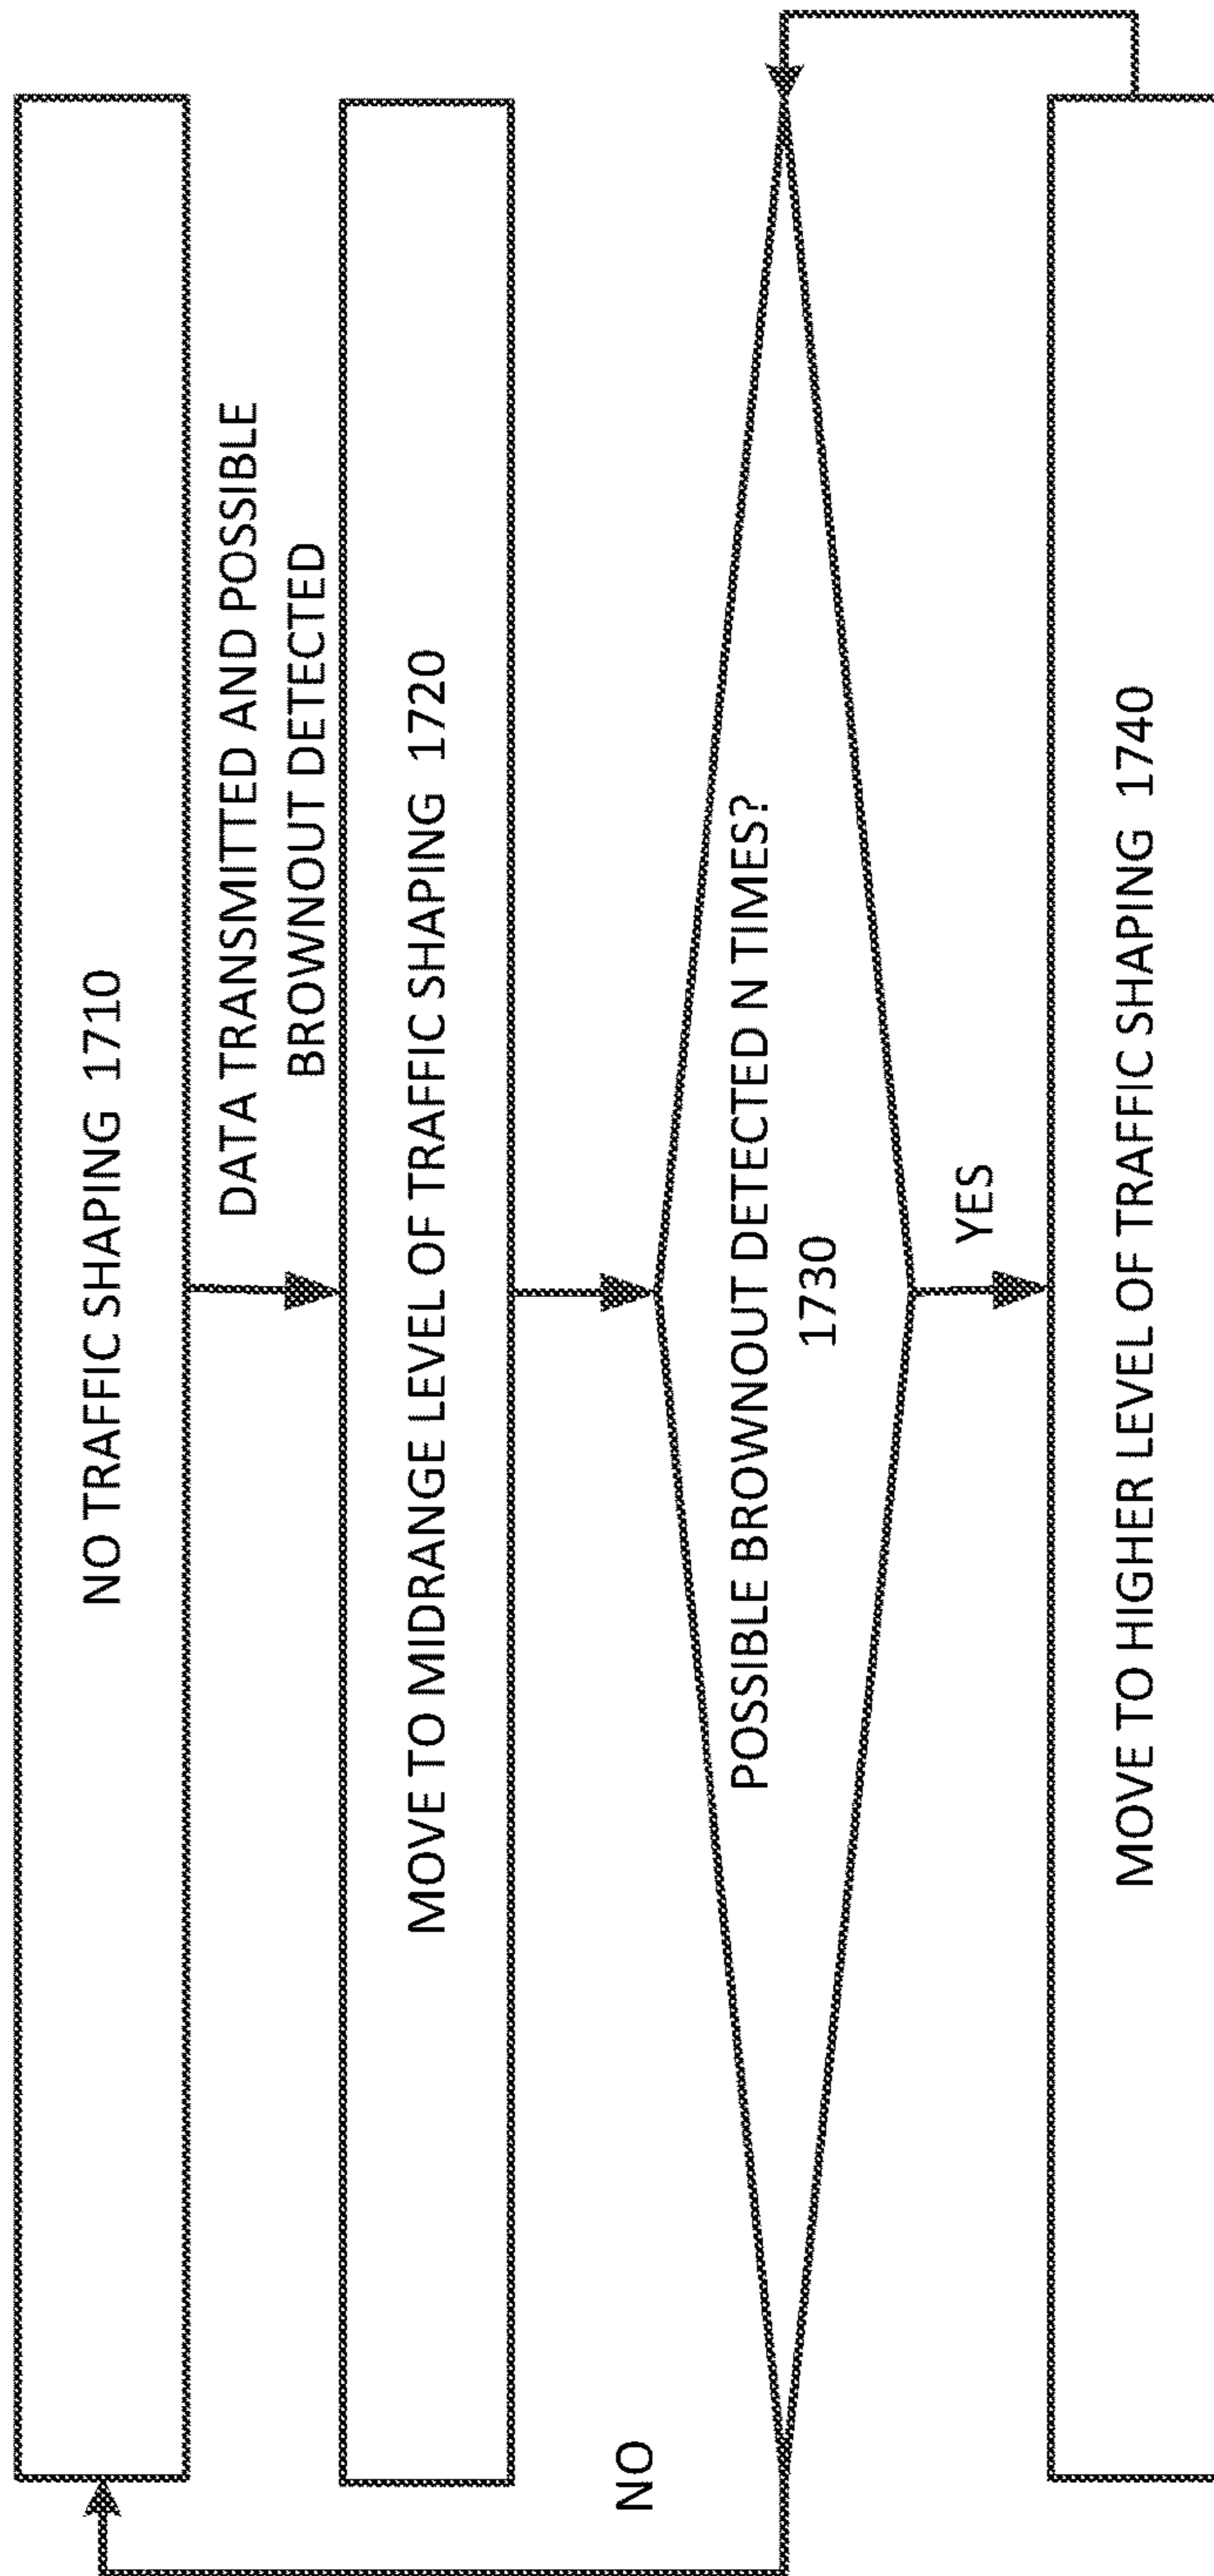 NO TRAFFIC SHAPING 1710
DATA TRANSMITTED AND POSSIBLE
BROWNOUT DETECTED
MOVE TO MIDRANGE LEVEL OF TRAFFIC SHAPING 1720
NO
POSSIBLE BROWNOUT DETECTED N TIMES?
1730
YES
MOVE TO HIGHER LEVEL OF TRAFFIC SHAPING 1740